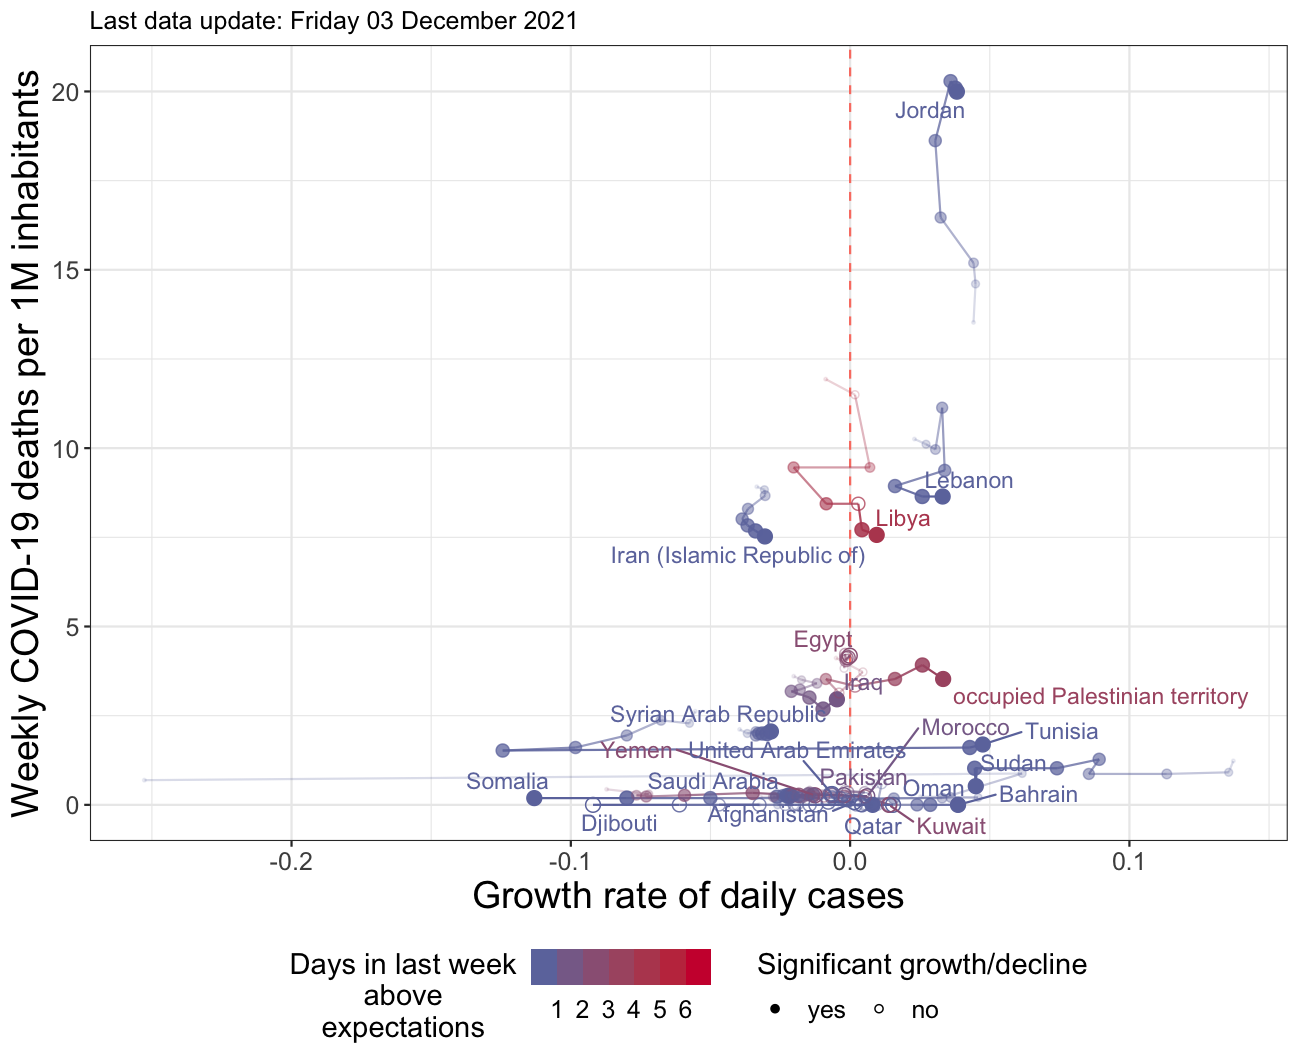 Last data update: Friday 03 December 2021
Weekly COVID-19 deaths per 1M inhabitants
20
15
10
5
0
Jordan
Lebanon
Libya
Iran (Islamic Republic of)
Egypt
Iraq
occupied Palestinian territory
Syrian Arab Republic
Morocco
Tunisia
Yemen
United Arab Emirates
Sudan
Somalia
Saudi Arabia
Pakistan
Oman
Bahrain
Djibouti
Afghanistan
Qatar
Kuwait
-0.2
-0.1
0.0
0.1
Growth rate of daily cases
Days in last week
above
expectations
1 2 3 4 5 6
Significant growth/decline
yes
no